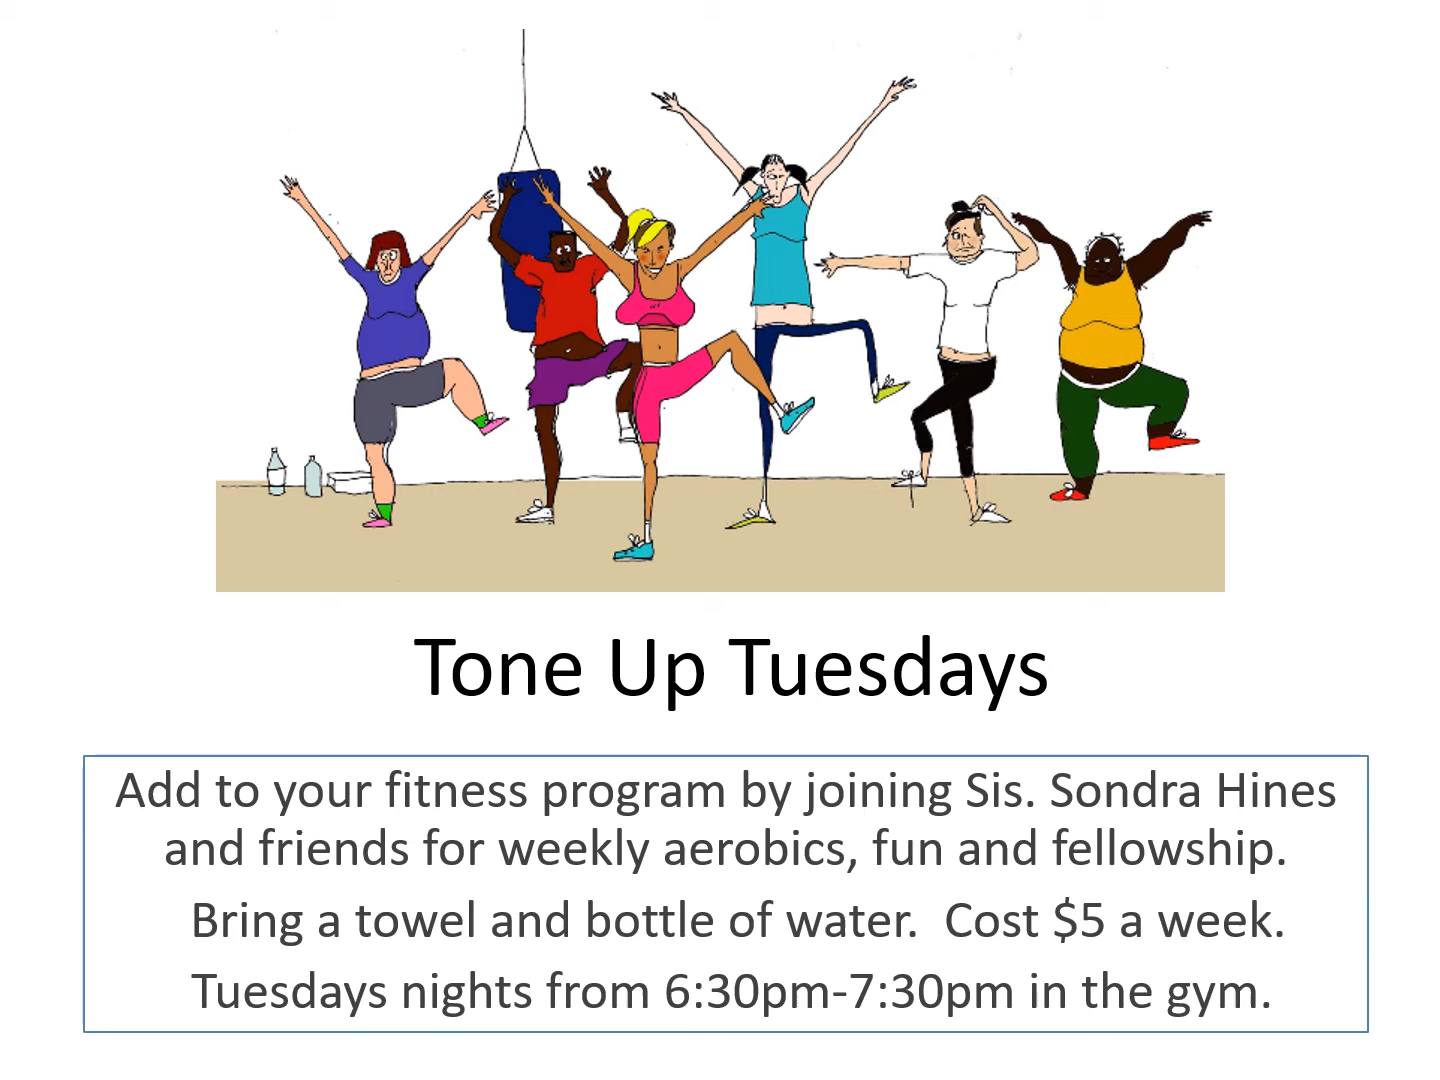 Tone Up Tuesdays
Add to your fitness program by joining Sis. Sondra Hines
and friends for weekly aerobics, fun and fellowship.
Bring a towel and bottle of water.  Cost $5 a week.
Tuesdays nights from 6:30pm-7:30pm in the gym.